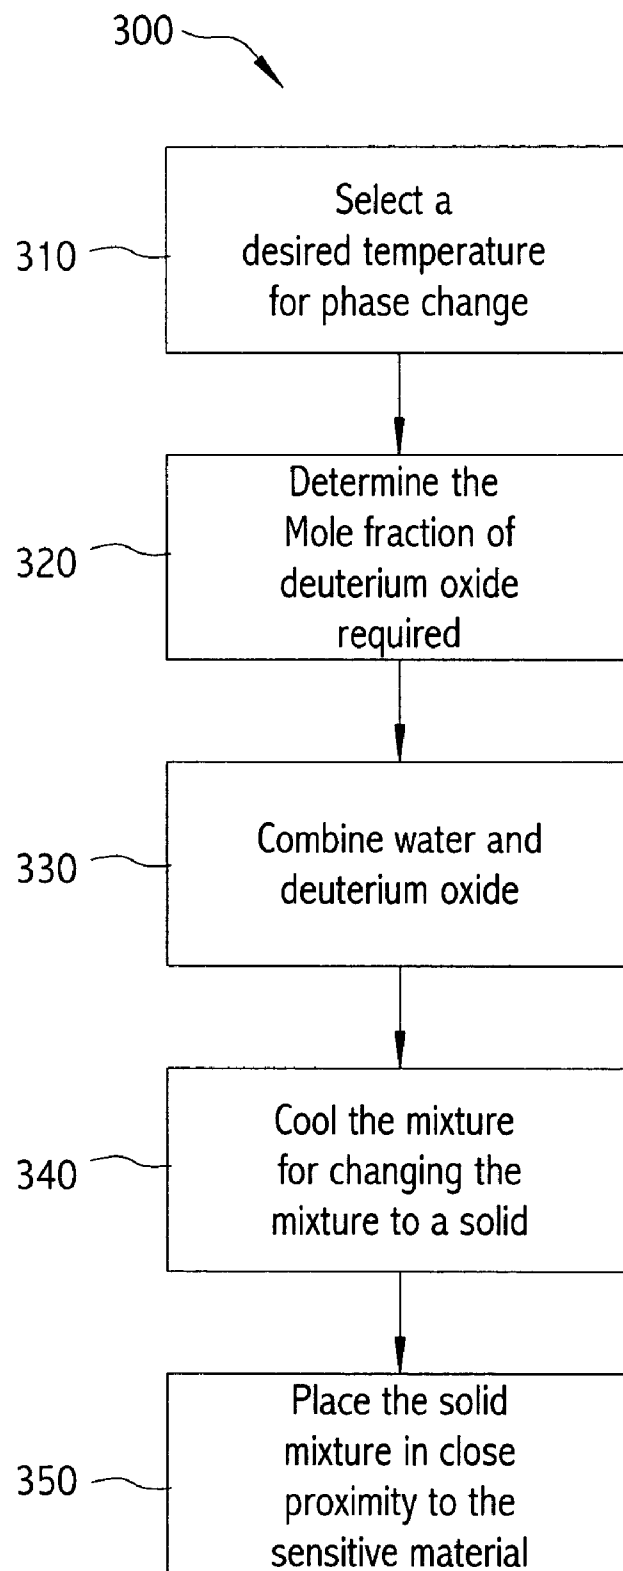 300
310
Select a
desired temperature
for phase change
320
Determine the
Mole fraction of
deuterium oxide
required
330
Combine water and
deuterium oxide
340
Cool the mixture
for changing the
mixture to a solid
350
Place the solid
mixture in close
proximity to the
sensitive material